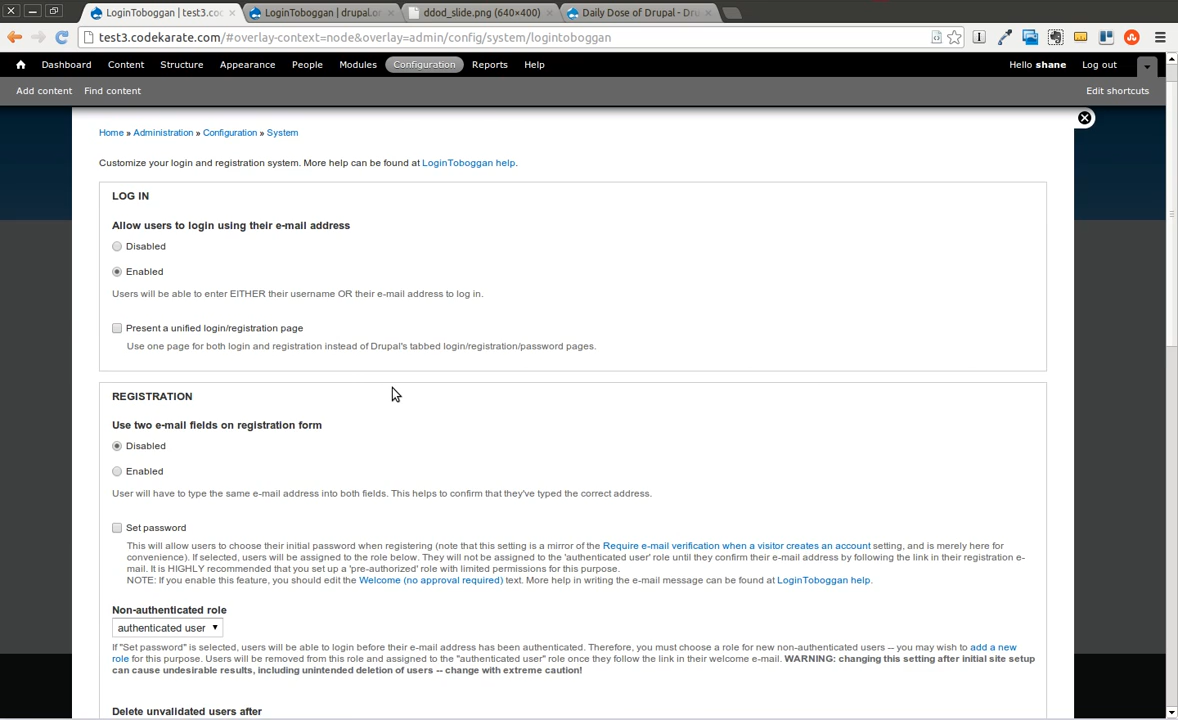 LoginToboggan | test3.coc
LoginToboggan | drupal.or
ddod_slide.png (640×400)
Daily Dose of Drupal - Dru
test3.codekarate.com/#overlay-context=node&overlay=admin/config/system/logintoboggan
Dashboard Content Structure Appearance People Modules Configuration Reports Help Hello shane Log out
Add content Find content Edit shortcuts
Home » Administration » Configuration » System
Customize your login and registration system. More help can be found at LoginToboggan help.
LOG IN
Allow users to login using their e-mail address
Disabled
Enabled
Users will be able to enter EITHER their username OR their e-mail address to log in.
Present a unified login/registration page
Use one page for both login and registration instead of Drupal's tabbed login/registration/password pages.
REGISTRATION
Use two e-mail fields on registration form
Disabled
Enabled
User will have to type the same e-mail address into both fields. This helps to confirm that they've typed the correct address.
Set password
This will allow users to choose their initial password when registering (note that this setting is a mirror of the Require e-mail verification when a visitor creates an account setting, and is merely here for
convenience). If selected, users will be assigned to the role below. They will not be assigned to the 'authenticated user' role until they confirm their e-mail address by following the link in their registration e-
mail. It is HIGHLY recommended that you set up a 'pre-authorized' role with limited permissions for this purpose.
NOTE: If you enable this feature, you should edit the Welcome (no approval required) text. More help in writing the e-mail message can be found at LoginToboggan help.
Non-authenticated role
authenticated user
If "Set password" is selected, users will be able to login before their e-mail address has been authenticated. Therefore, you must choose a role for new non-authenticated users -- you may wish to add a new
role for this purpose. Users will be removed from this role and assigned to the "authenticated user" role once they follow the link in their welcome e-mail. WARNING: changing this setting after initial site setup
can cause undesirable results, including unintended deletion of users -- change with extreme caution!
Delete unvalidated users after